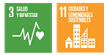 3 SALUD
Y BIENESTAR
11 CIUDADES Y
COMUNIDADES
SOSTENIBLES